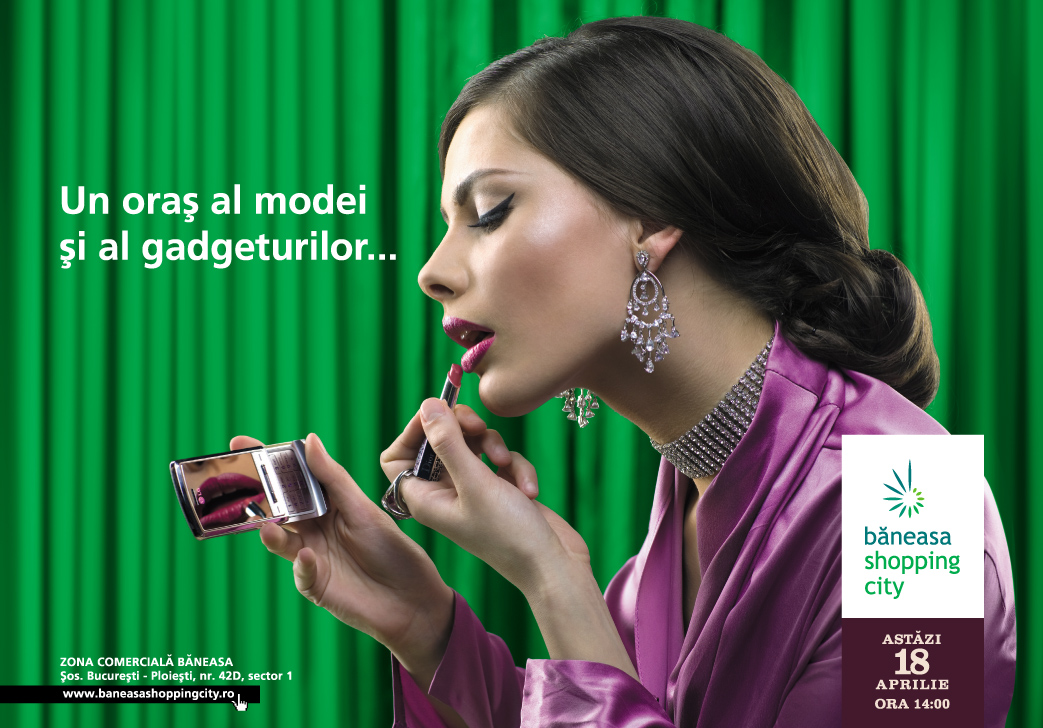 Un oraş al modei
şi al gadgeturilor...
băneasa
shopping
city
ASTĂZI
18
APRILIE
ORA 14:00
ZONA COMERCIALĂ BĂNEASA
Şos. Bucureşti - Ploieşti, nr. 42D, sector 1
www.baneasashoppingcity.ro